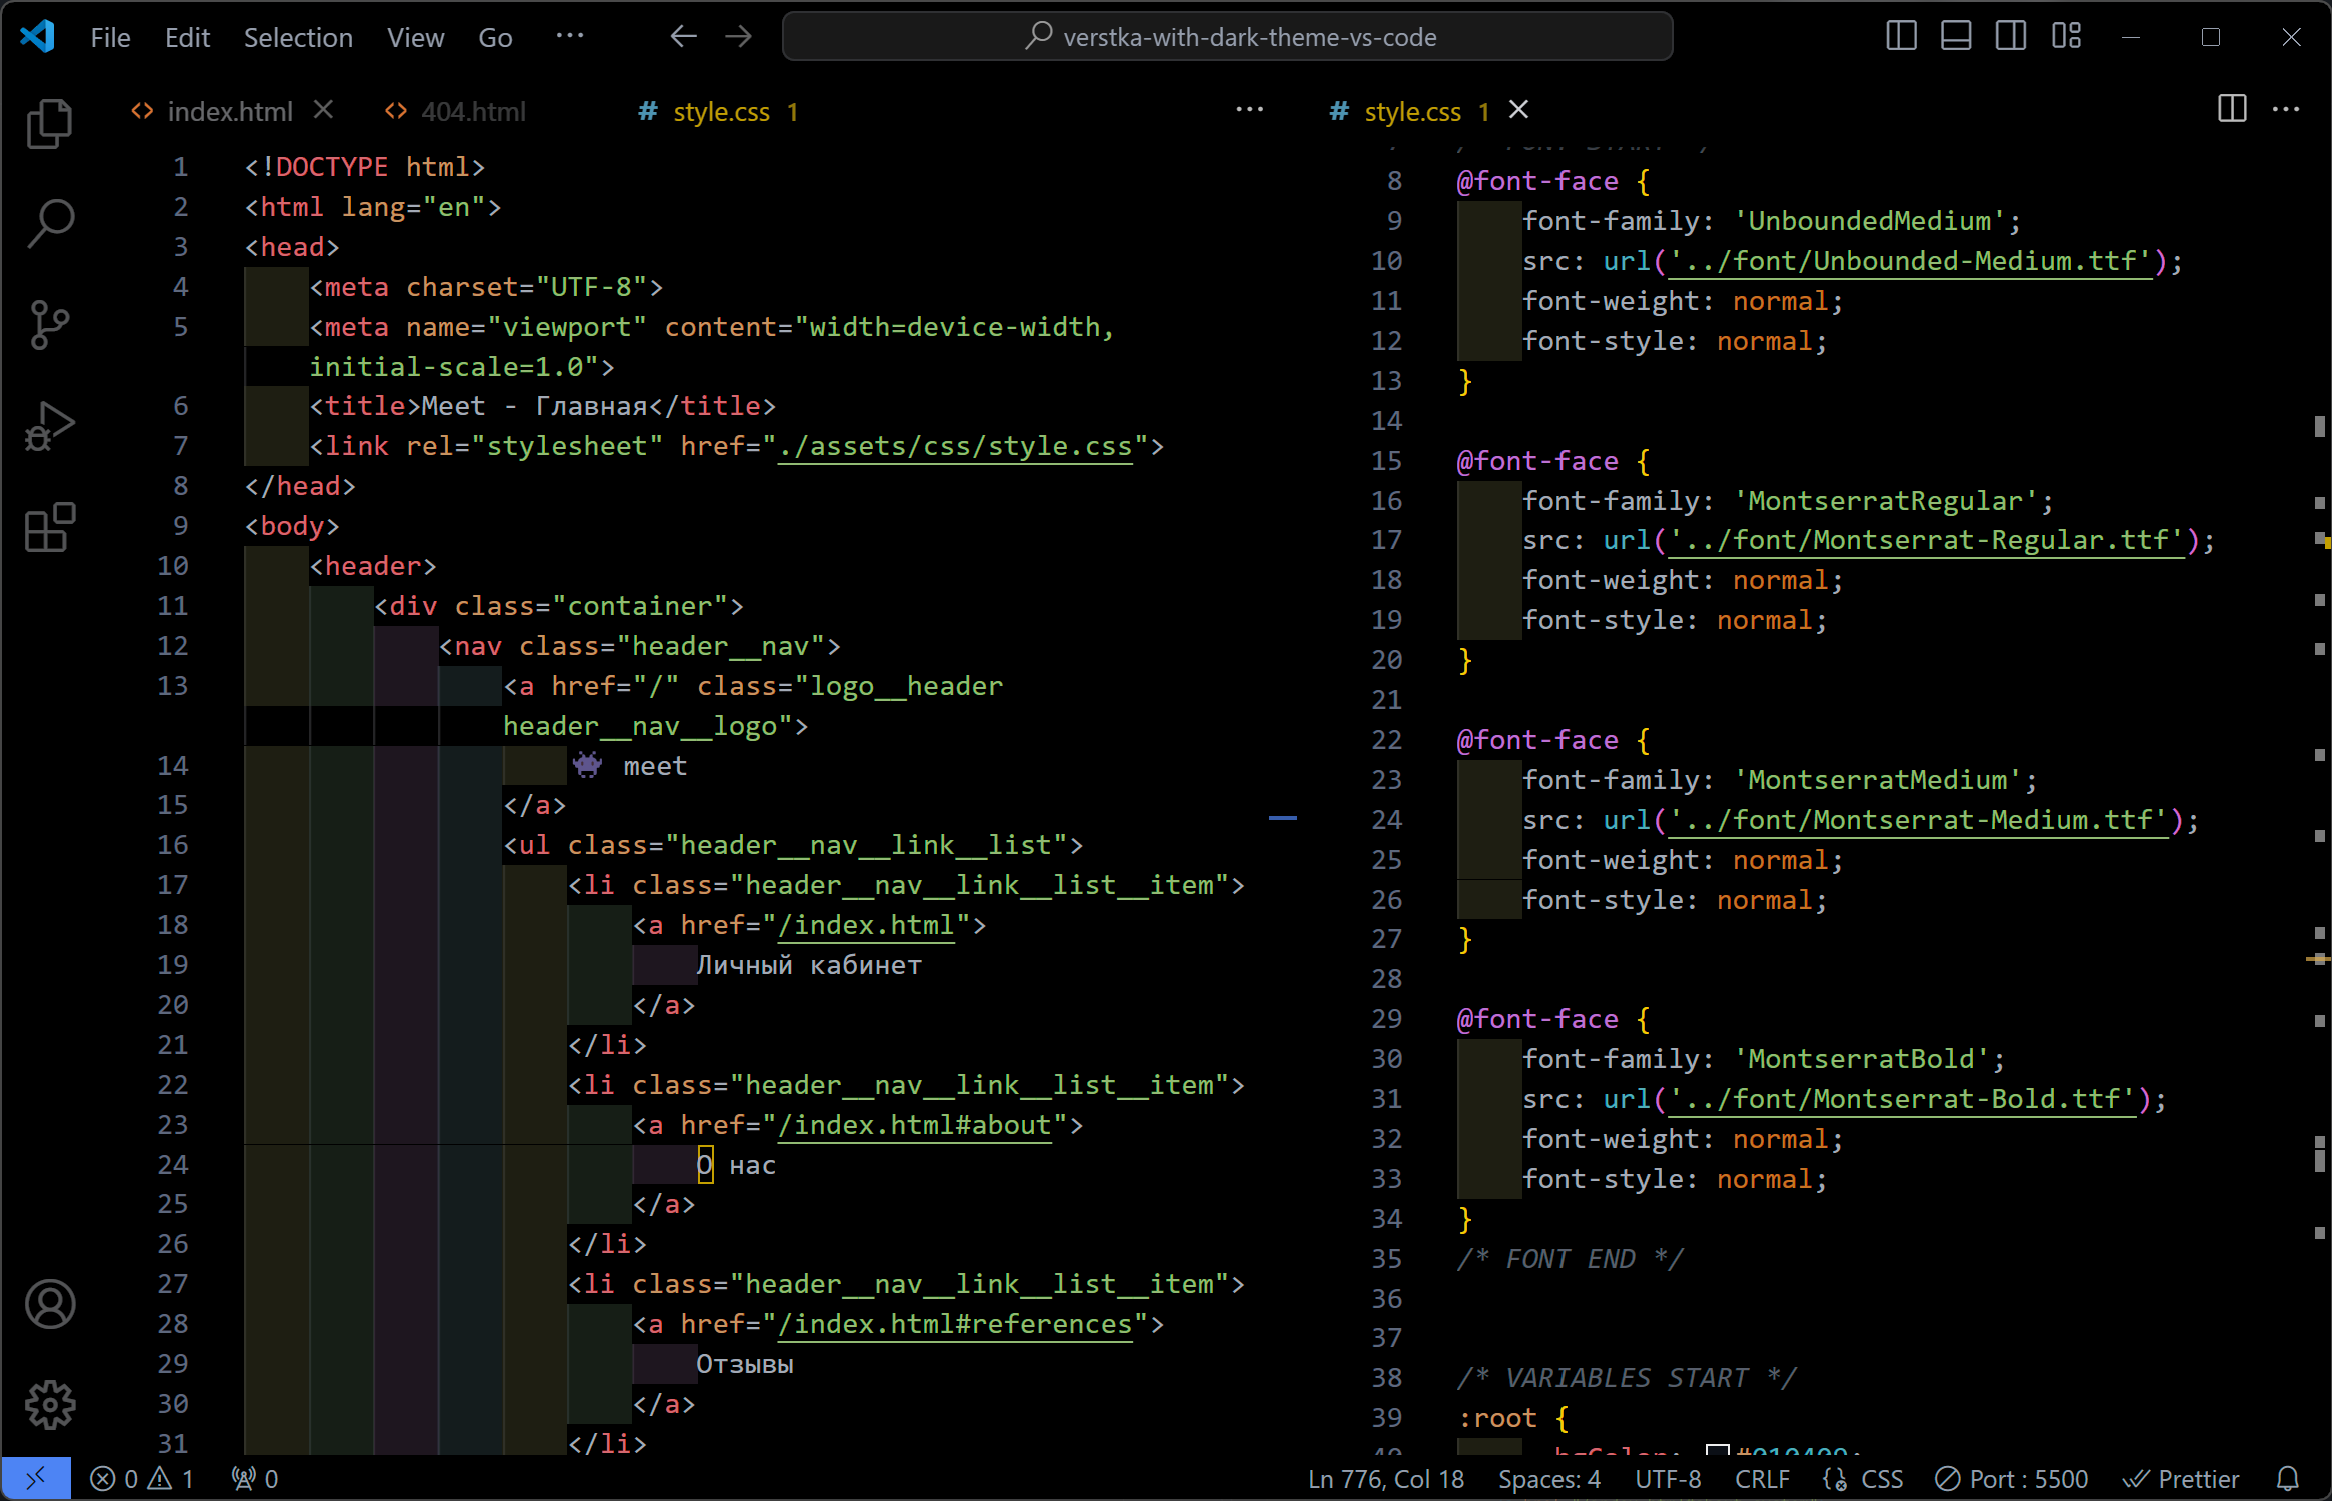 File Edit Selection View Go ··· verstka-with-dark-theme-vs-code
index.html 404.html # style.css 1 ···
1 <!DOCTYPE html>
2 <html lang="en">
3 <head>
4 <meta charset="UTF-8">
5 <meta name="viewport" content="width=device-width,
initial-scale=1.0">
6 <title>Meet - Главная</title>
7 <link rel="stylesheet" href="./assets/css/style.css">
8 </head>
9 <body>
10 <header>
11 <div class="container">
12 <nav class="header__nav">
13 <a href="/" class="logo__header
header__nav__logo">
14 👾 meet
15 </a>
16 <ul class="header__nav__link__list">
17 <li class="header__nav__link__list__item">
18 <a href="/index.html">
19 Личный кабинет
20 </a>
21 </li>
22 <li class="header__nav__link__list__item">
23 <a href="/index.html#about">
24 О нас
25 </a>
26 </li>
27 <li class="header__nav__link__list__item">
28 <a href="/index.html#references">
29 Отзывы
30 </a>
31 </li>
# style.css 1 ···
7 /* FONT START */
8 @font-face {
9 font-family: 'UnboundedMedium';
10 src: url('../font/Unbounded-Medium.ttf');
11 font-weight: normal;
12 font-style: normal;
13 }
14
15 @font-face {
16 font-family: 'MontserratRegular';
17 src: url('../font/Montserrat-Regular.ttf');
18 font-weight: normal;
19 font-style: normal;
20 }
21
22 @font-face {
23 font-family: 'MontserratMedium';
24 src: url('../font/Montserrat-Medium.ttf');
25 font-weight: normal;
26 font-style: normal;
27 }
28
29 @font-face {
30 font-family: 'MontserratBold';
31 src: url('../font/Montserrat-Bold.ttf');
32 font-weight: normal;
33 font-style: normal;
34 }
35 /* FONT END */
36
37
38 /* VARIABLES START */
39 :root {
40 bgColor: #010409;
0 1 0 Ln 776, Col 18 Spaces: 4 UTF-8 CRLF CSS Port : 5500 Prettier